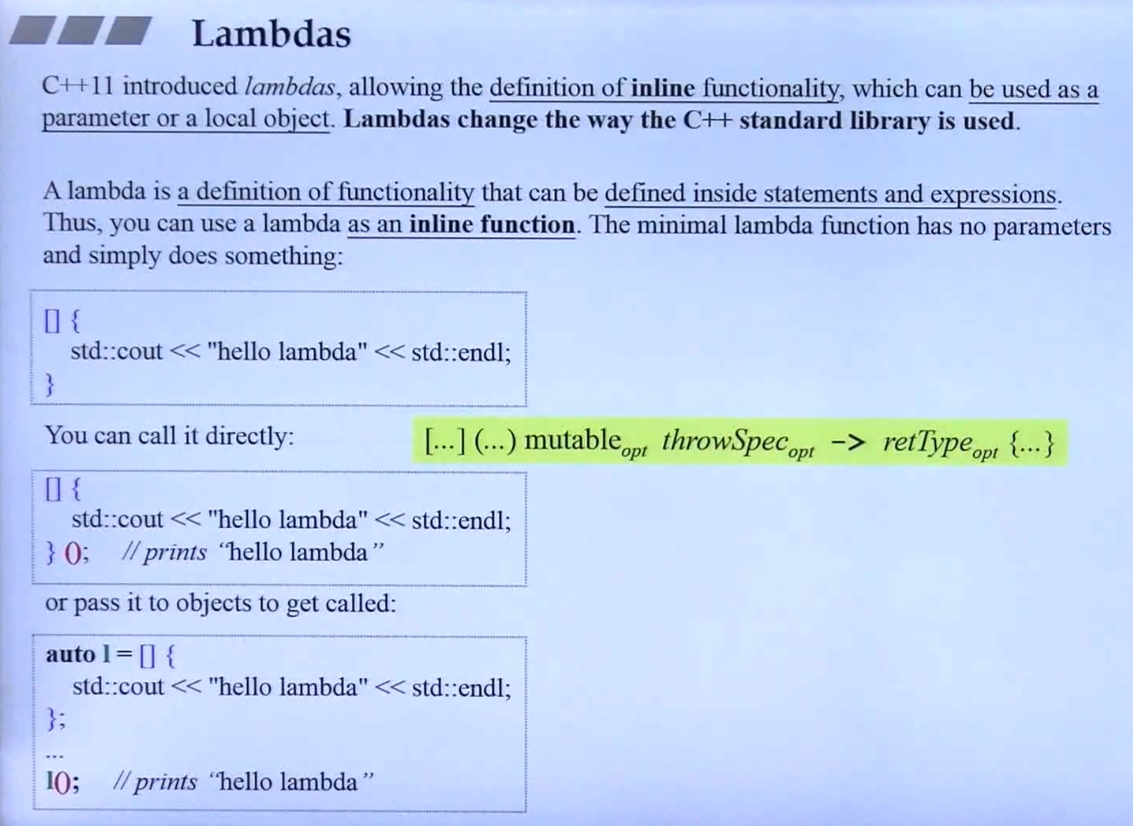 Lambdas
C++11 introduced lambdas, allowing the definition of inline functionality, which can be used as a
parameter or a local object. Lambdas change the way the C++ standard library is used.
A lambda is a definition of functionality that can be defined inside statements and expressions.
Thus, you can use a lambda as an inline function. The minimal lambda function has no parameters
and simply does something:
[] {
std::cout << "hello lambda" << std::endl;
}
You can call it directly:
[...] (...) mutable opt throwSpec opt -> retType opt {...}
[] {
std::cout << "hello lambda" << std::endl;
} (); // prints “hello lambda”
or pass it to objects to get called:
auto l = [] {
std::cout << "hello lambda" << std::endl;
};
...
l(); // prints “hello lambda”